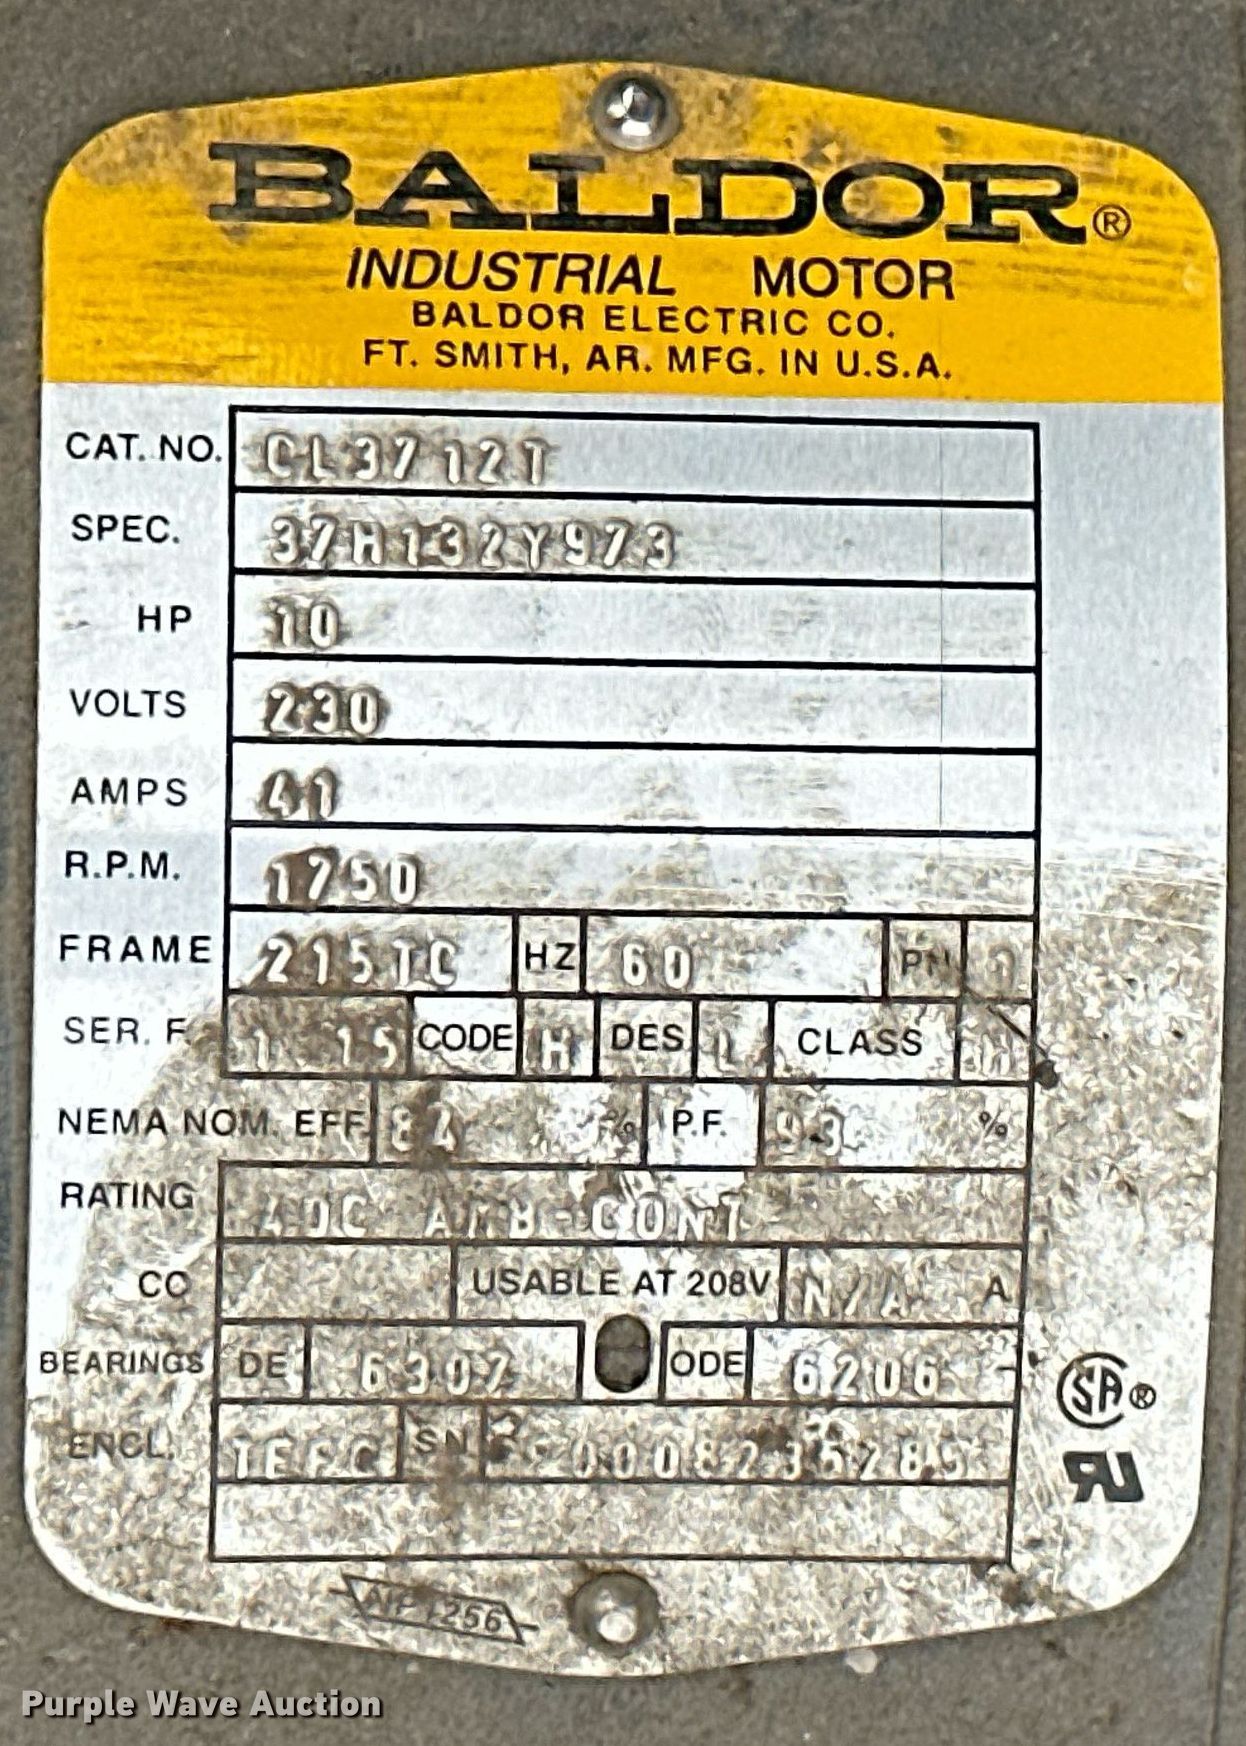 BALDOR®
INDUSTRIAL MOTOR
BALDOR ELECTRIC CO.
FT. SMITH, AR. MFG. IN U.S.A.
CAT. NO. CL3712T
SPEC. 37H132Y973
HP 10
VOLTS 230
AMPS 41
R.P.M. 1750
FRAME 215TC HZ 60 PH 1
SER. F. 1.15 CODE H DES L CLASS
NEMA NOM. EFF. 84 % P.F. 93 %
RATING 40C AMB-CONT
CC USABLE AT 208V N/A A
BEARINGS DE 6307 ODE 6206
ENCL. TEFC SN
NP1256
Purple Wave Auction